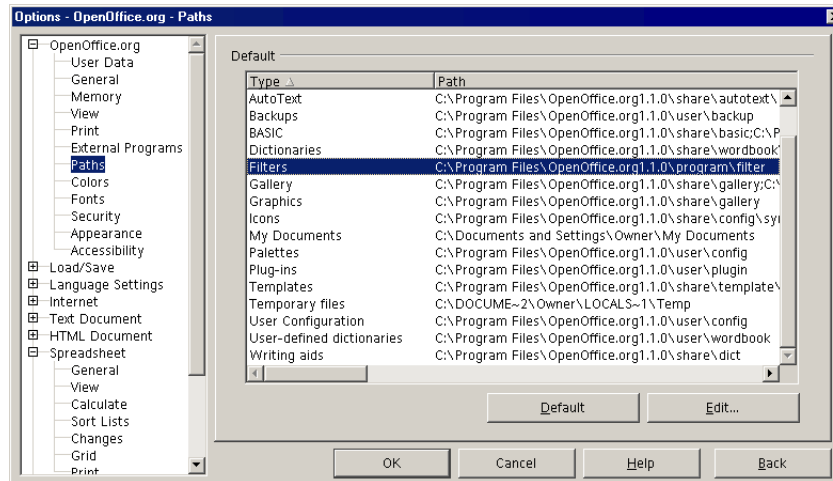 Options - OpenOffice.org - Paths
OpenOffice.org
User Data
General
Memory
View
Print
External Programs
Paths
Colors
Fonts
Security
Appearance
Accessibility
Load/Save
Language Settings
Internet
Text Document
HTML Document
Spreadsheet
General
View
Calculate
Sort Lists
Changes
Grid
Print
Default
Type Path
AutoText C:\Program Files\OpenOffice.org1.1.0\share\autotext\
Backups C:\Program Files\OpenOffice.org1.1.0\user\backup
BASIC C:\Program Files\OpenOffice.org1.1.0\share\basic;C:\P
Dictionaries C:\Program Files\OpenOffice.org1.1.0\share\wordbook\
Filters C:\Program Files\OpenOffice.org1.1.0\program\filter
Gallery C:\Program Files\OpenOffice.org1.1.0\share\gallery;C:\
Graphics C:\Program Files\OpenOffice.org1.1.0\share\gallery
Icons C:\Program Files\OpenOffice.org1.1.0\share\config\syı
My Documents C:\Documents and Settings\Owner\My Documents
Palettes C:\Program Files\OpenOffice.org1.1.0\user\config
Plug-ins C:\Program Files\OpenOffice.org1.1.0\user\plugin
Templates C:\Program Files\OpenOffice.org1.1.0\share\template\
Temporary files C:\DOCUME~2\Owner\LOCALS~1\Temp
User Configuration C:\Program Files\OpenOffice.org1.1.0\user\config
User-defined dictionaries C:\Program Files\OpenOffice.org1.1.0\user\wordbook
Writing aids C:\Program Files\OpenOffice.org1.1.0\share\dict
Default Edit...
OK Cancel Help Back